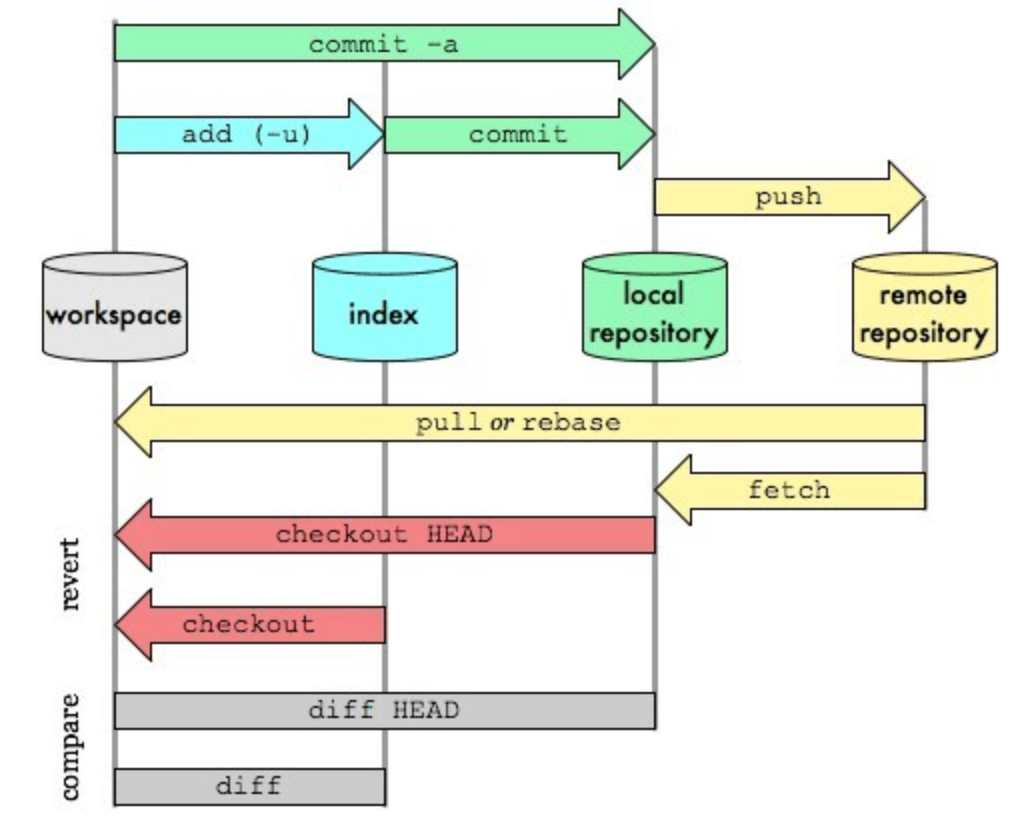 commit -a
add (-u)
commit
push
workspace
index
local
repository
remote
repository
pull or rebase
fetch
revert
checkout HEAD
checkout
compare
diff HEAD
diff